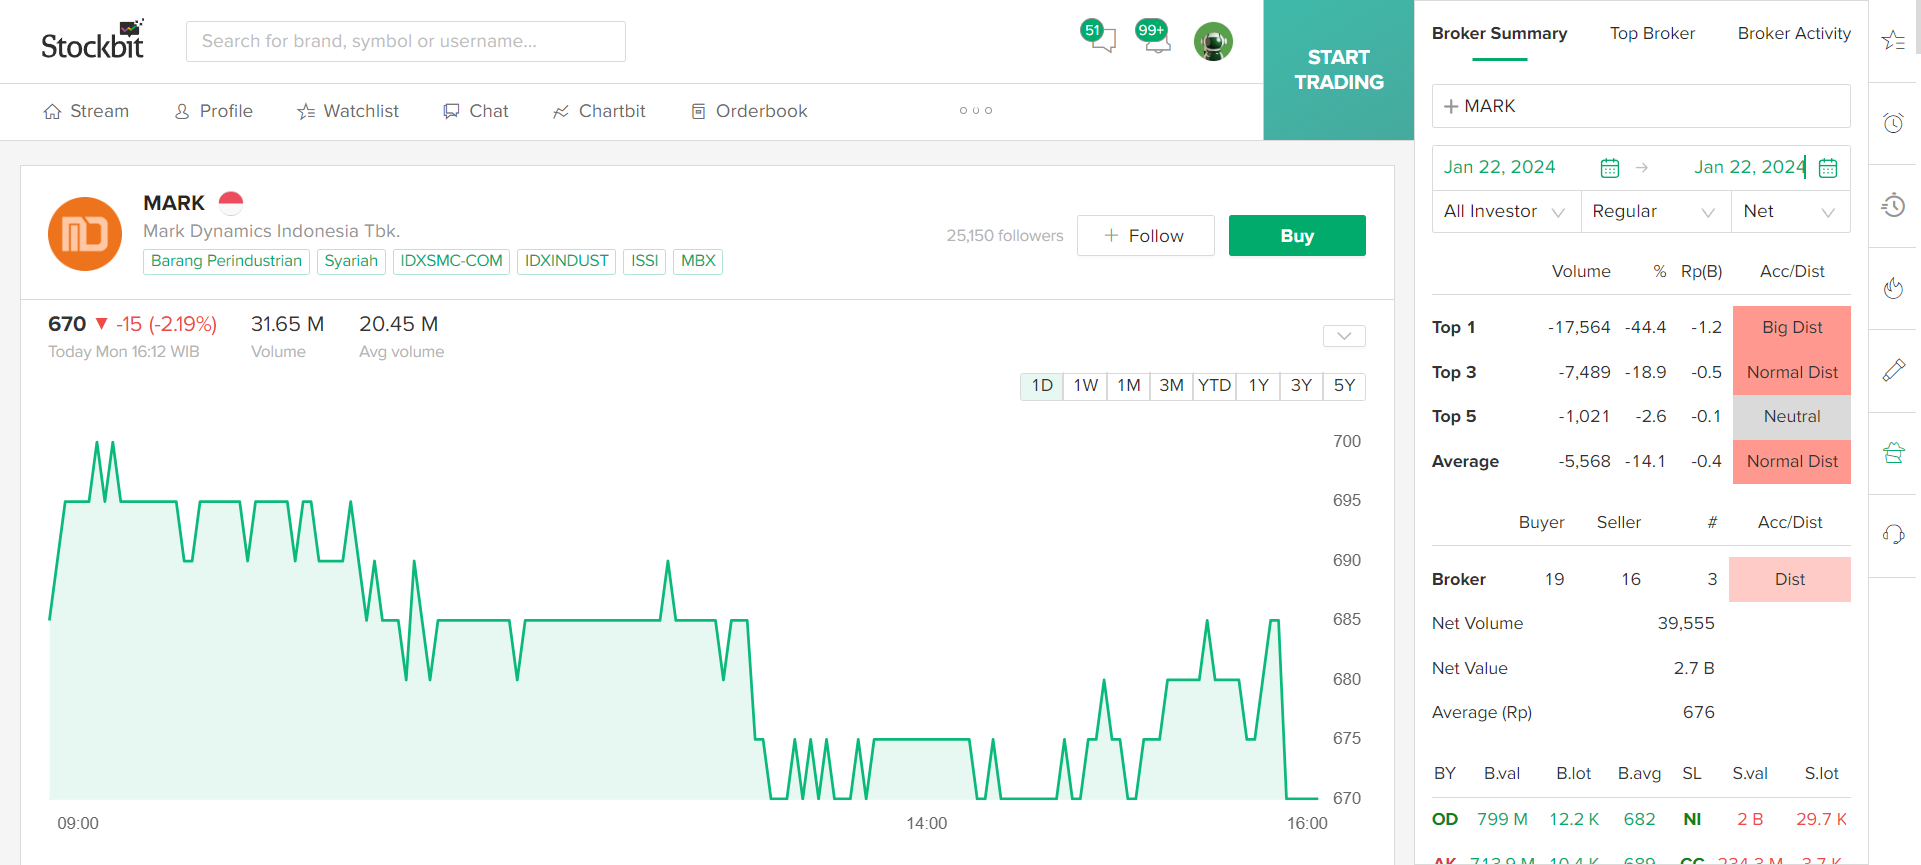 Stockbit
Search for brand, symbol or username...
51
99+
START
TRADING
Stream
Profile
Watchlist
Chat
Chartbit
Orderbook
MARK
Mark Dynamics Indonesia Tbk.
Barang Perindustrian
Syariah
IDXSMC-COM
IDXINDUST
ISSI
MBX
25,150 followers
+ Follow
Buy
670 ▼ -15 (-2.19%)
Today Mon 16:12 WIB
31.65 M
Volume
20.45 M
Avg volume
1D 1W 1M 3M YTD 1Y 3Y 5Y
700
695
690
685
680
675
670
09:00 14:00 16:00
Broker Summary Top Broker Broker Activity
+ MARK
Jan 22, 2024 → Jan 22, 2024
All Investor Regular Net
Volume % Rp(B) Acc/Dist
Top 1 -17,564 -44.4 -1.2 Big Dist
Top 3 -7,489 -18.9 -0.5 Normal Dist
Top 5 -1,021 -2.6 -0.1 Neutral
Average -5,568 -14.1 -0.4 Normal Dist
Buyer Seller # Acc/Dist
Broker 19 16 3 Dist
Net Volume 39,555
Net Value 2.7 B
Average (Rp) 676
BY B.val B.lot B.avg SL S.val S.lot
OD 799 M 12.2 K 682 NI 2 B 29.7 K
AK 713.9 M 10.4 K 689 CC 234.3 M 3.7 K